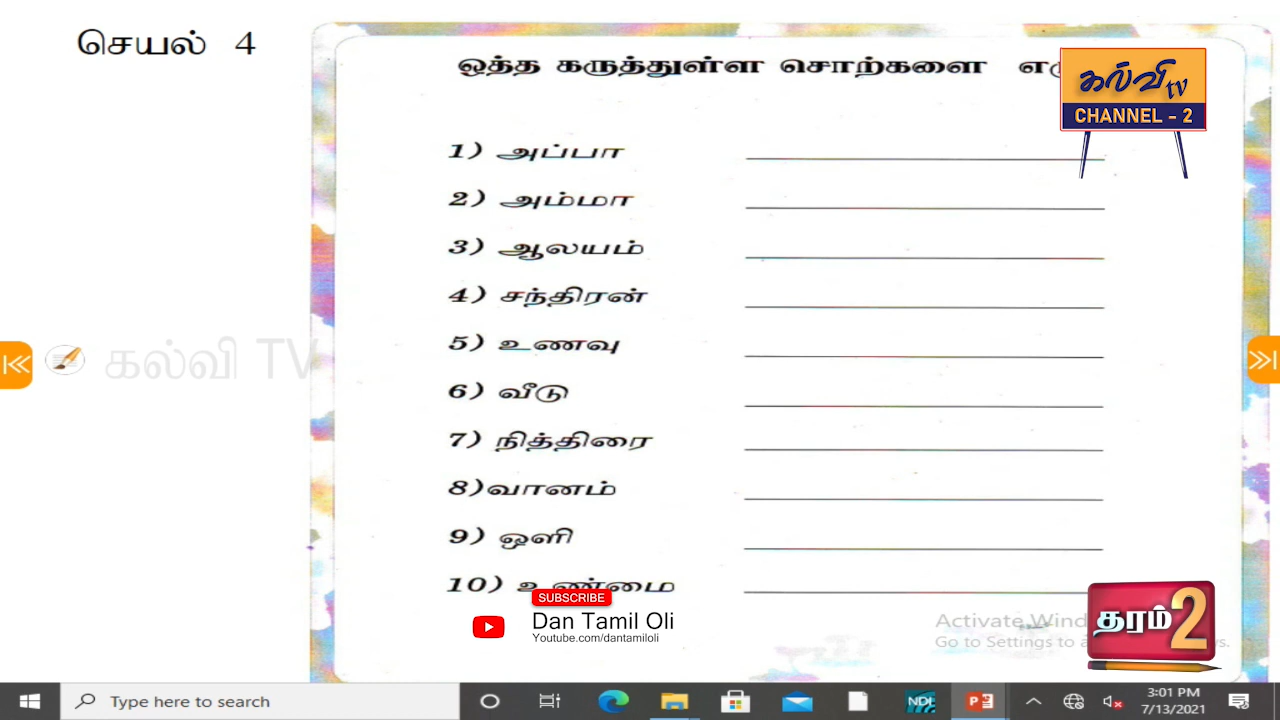 செயல் 4
ஒத்த கருத்துள்ள சொற்களை
கல்வி tv
CHANNEL - 2
1) அப்பா
2) அம்மா
3) ஆலயம்
4) சந்திரன்
5) உணவு
6) வீடு
7) நித்திரை
8)வானம்
9) ஒளி
10) உண்மை
கல்வி TV
SUBSCRIBE
Dan Tamil Oli
Youtube.com/dantamiloli
Activate
Go to Settings to
தரம் 2
Type here to search
3:01 PM
7/13/2021